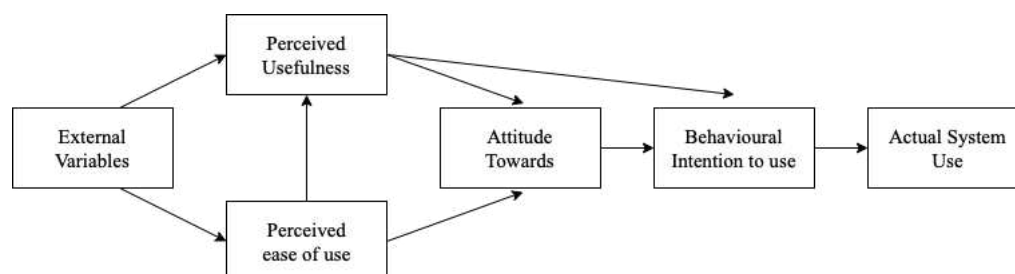 Perceived
Usefulness
External
Variables
Attitude
Towards
Behavioural
Intention to use
Actual System
Use
Perceived
ease of use